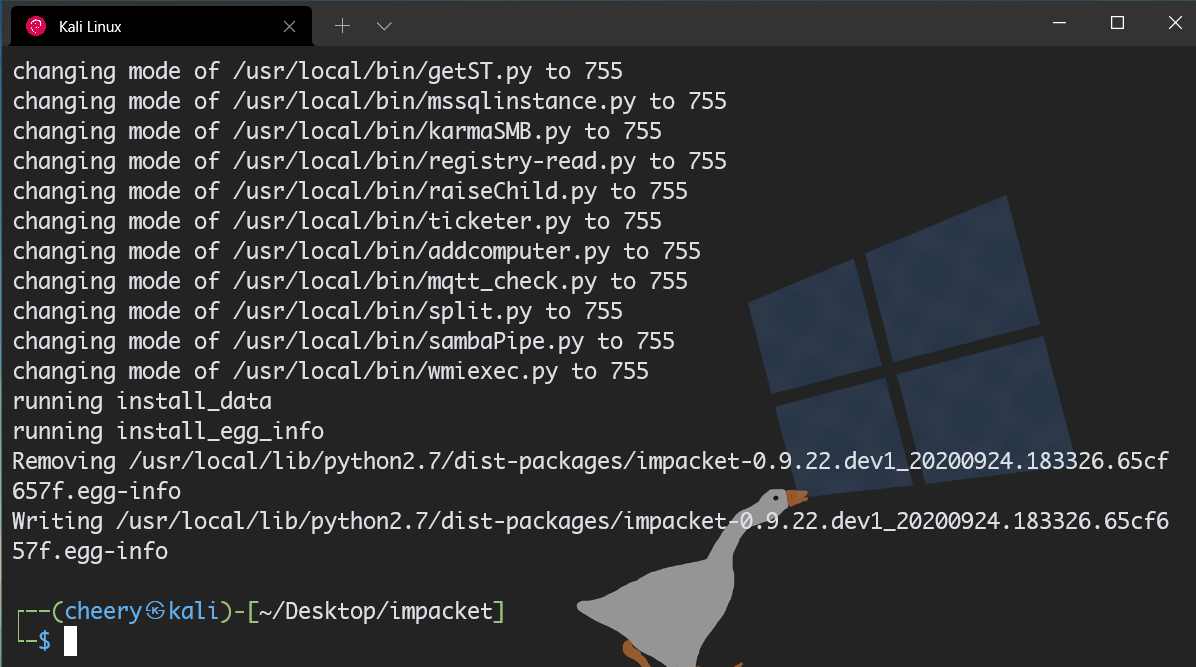 Kali Linux
changing mode of /usr/local/bin/getST.py to 755
changing mode of /usr/local/bin/mssqlinstance.py to 755
changing mode of /usr/local/bin/karmaSMB.py to 755
changing mode of /usr/local/bin/registry-read.py to 755
changing mode of /usr/local/bin/raiseChild.py to 755
changing mode of /usr/local/bin/ticketer.py to 755
changing mode of /usr/local/bin/addcomputer.py to 755
changing mode of /usr/local/bin/mqtt_check.py to 755
changing mode of /usr/local/bin/split.py to 755
changing mode of /usr/local/bin/sambaPipe.py to 755
changing mode of /usr/local/bin/wmiexec.py to 755
running install_data
running install_egg_info
Removing /usr/local/lib/python2.7/dist-packages/impacket-0.9.22.dev1_20200924.183326.65cf
657f.egg-info
Writing /usr/local/lib/python2.7/dist-packages/impacket-0.9.22.dev1_20200924.183326.65cf6
57f.egg-info
┌──(cheery㉿kali)-[~/Desktop/impacket]
└─$